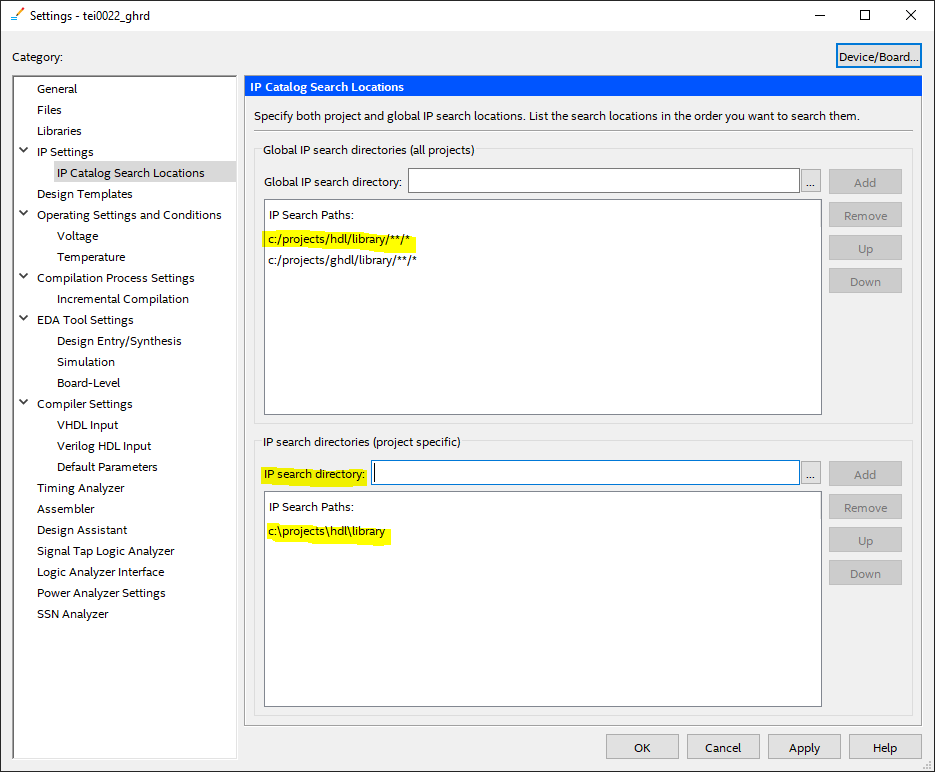 Settings - tei0022_ghrd
Category:
Device/Board...
General
Files
Libraries
IP Settings
IP Catalog Search Locations
Design Templates
Operating Settings and Conditions
Voltage
Temperature
Compilation Process Settings
Incremental Compilation
EDA Tool Settings
Design Entry/Synthesis
Simulation
Board-Level
Compiler Settings
VHDL Input
Verilog HDL Input
Default Parameters
Timing Analyzer
Assembler
Design Assistant
Signal Tap Logic Analyzer
Logic Analyzer Interface
Power Analyzer Settings
SSN Analyzer
IP Catalog Search Locations
Specify both project and global IP search locations. List the search locations in the order you want to search them.
Global IP search directories (all projects)
Global IP search directory:
...
Add
IP Search Paths:
c:/projects/hdl/library/**/*
c:/projects/ghdl/library/**/*
Remove
Up
Down
IP search directories (project specific)
IP search directory:
...
Add
IP Search Paths:
c:\projects\hdl\library
Remove
Up
Down
OK
Cancel
Apply
Help